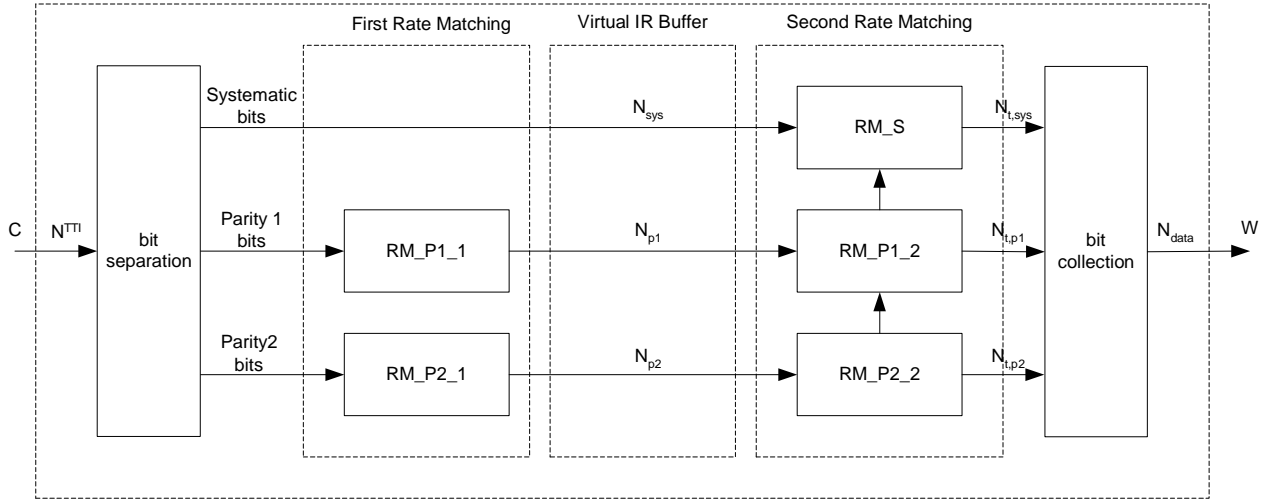 First Rate Matching
Virtual IR Buffer
Second Rate Matching
Systematic
bits
N_sys
RM_S
N_t,sys
C
N^TTI
bit
separation
Parity 1
bits
RM_P1_1
N_p1
RM_P1_2
N_t,p1
bit
collection
N_data
W
Parity2
bits
RM_P2_1
N_p2
RM_P2_2
N_t,p2